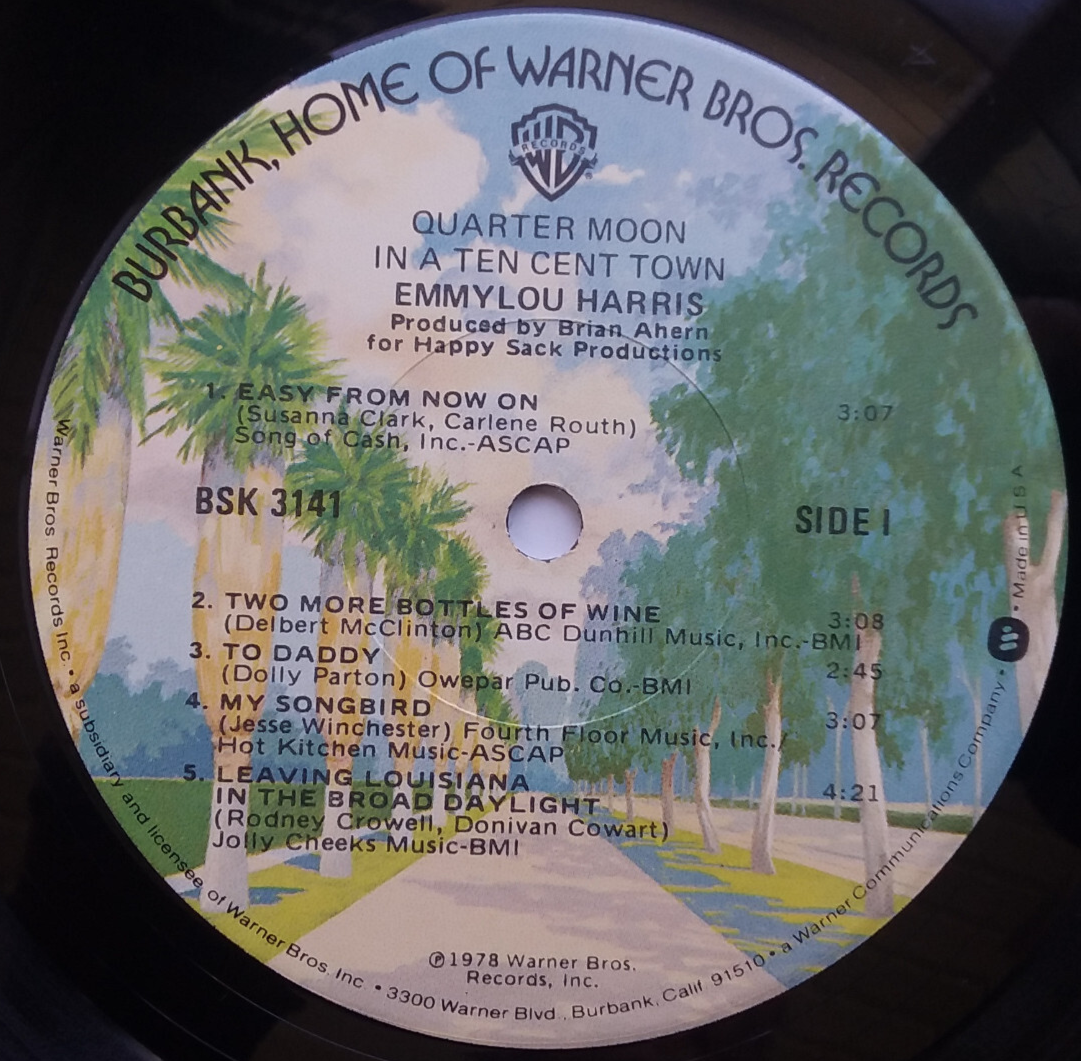 BURBANK, HOME OF WARNER BROS. RECORDS
RECORDS
QUARTER MOON
IN A TEN CENT TOWN
EMMYLOU HARRIS
Produced by Brian Ahern
for Happy Sack Productions
1. EASY FROM NOW ON
(Susanna Clark, Carlene Routh) 3:07
Song of Cash, Inc.-ASCAP
BSK 3141 SIDE 1
2. TWO MORE BOTTLES OF WINE 3:08
(Delbert McClinton) ABC Dunhill Music, Inc.-BMI
3. TO DADDY 2:45
(Dolly Parton) Owepar Pub. Co.-BMI
4. MY SONGBIRD 3:07
(Jesse Winchester) Fourth Floor Music, Inc./
Hot Kitchen Music-ASCAP
5. LEAVING LOUISIANA 4:21
IN THE BROAD DAYLIGHT
(Rodney Crowell, Donivan Cowart)
Jolly Cheeks Music-BMI
℗1978 Warner Bros.
Records, Inc.
Warner Bros. Records Inc. • a subsidiary and licensee of Warner Bros. Inc. • 3300 Warner Blvd., Burbank, Calif. 91510 • a Warner Communications Company • Made in U S A